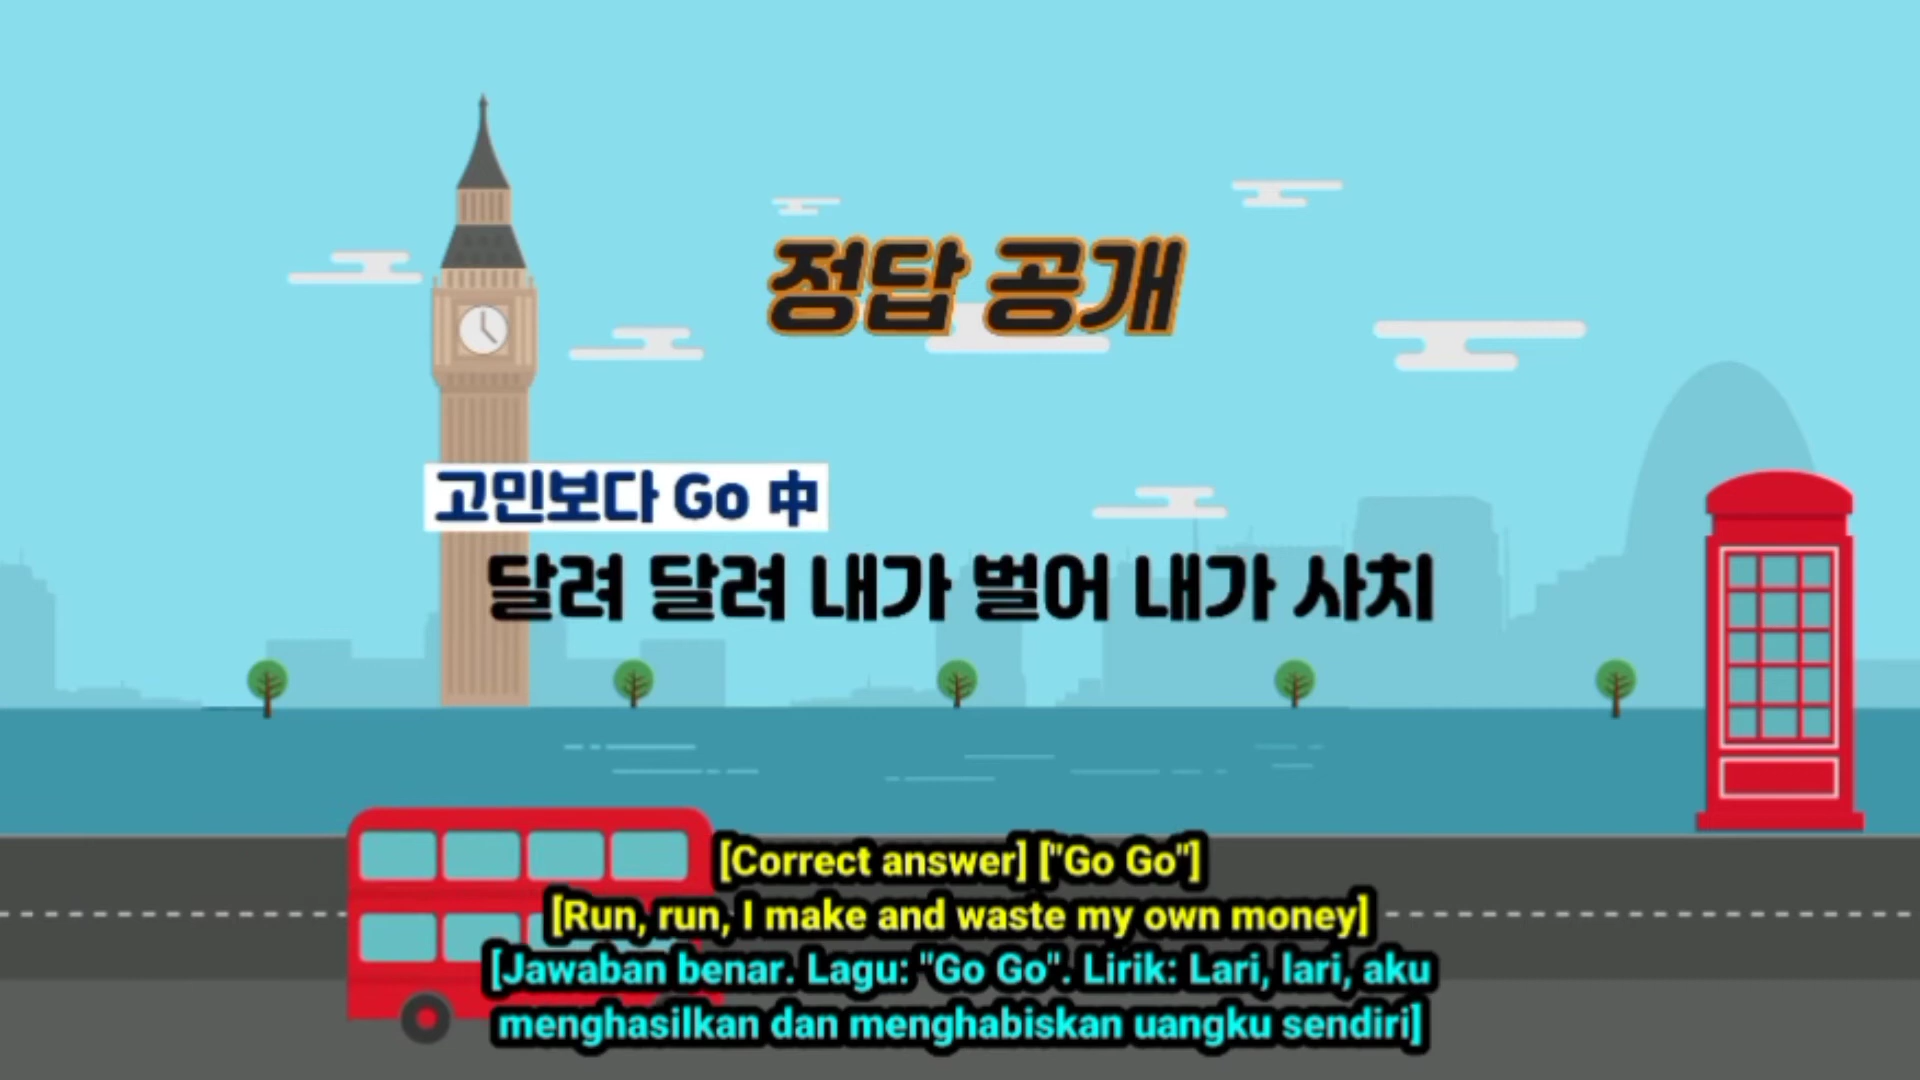 정답 공개
고민보다 Go 中
달려 달려 내가 벌어 내가 사치
[Correct answer] ["Go Go"]
[Run, run, I make and waste my own money]
[Jawaban benar. Lagu: "Go Go". Lirik: Lari, lari, aku
menghasilkan dan menghabiskan uangku sendiri]